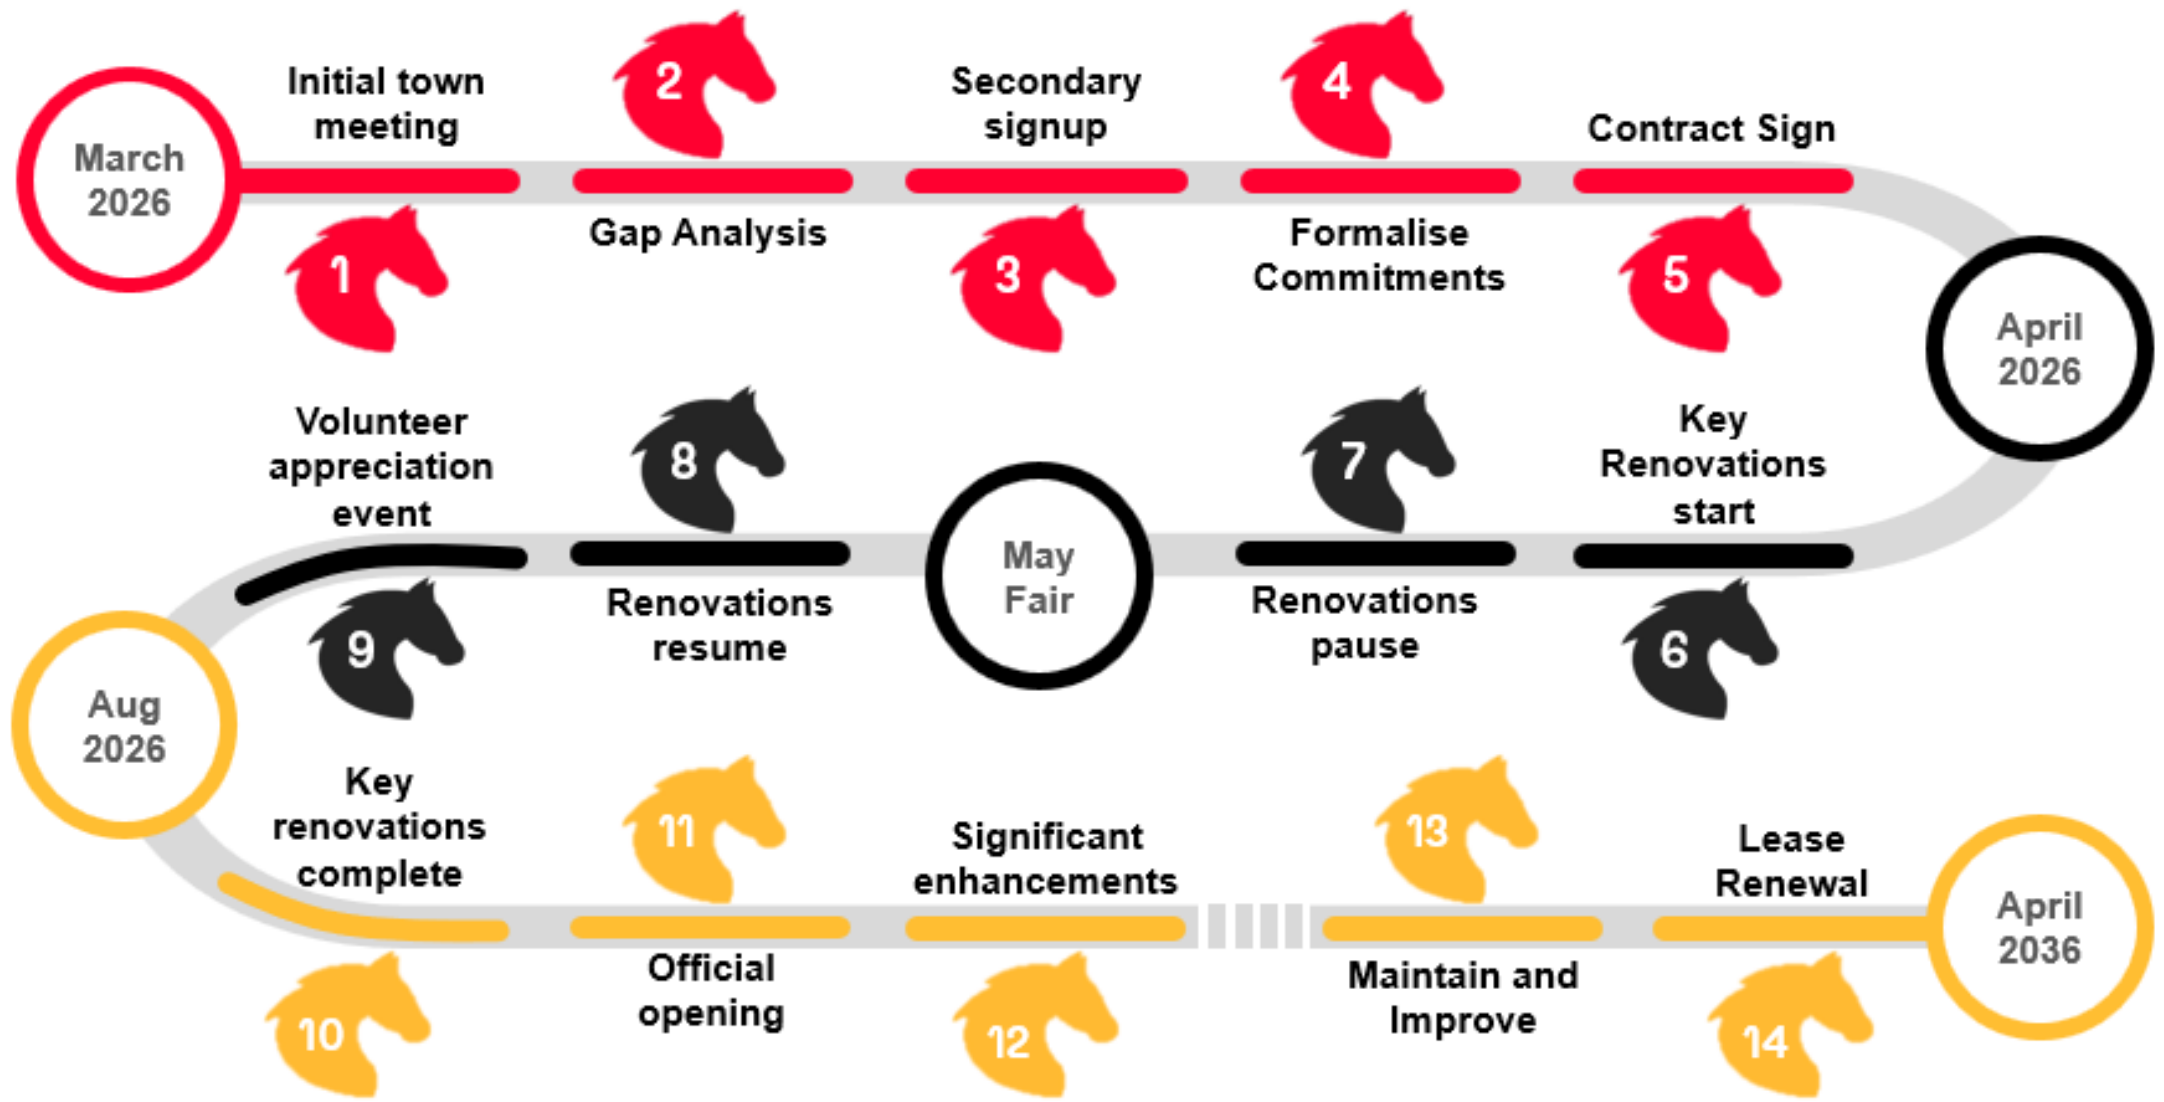 March
2026
Initial town
meeting
1
2
Gap Analysis
Secondary
signup
3
4
Formalise
Commitments
Contract Sign
5
April
2026
Key
Renovations
start
6
7
Renovations
pause
May
Fair
8
Renovations
resume
Volunteer
appreciation
event
9
Aug
2026
Key
renovations
complete
10
11
Official
opening
Significant
enhancements
12
13
Maintain and
Improve
Lease
Renewal
14
April
2036